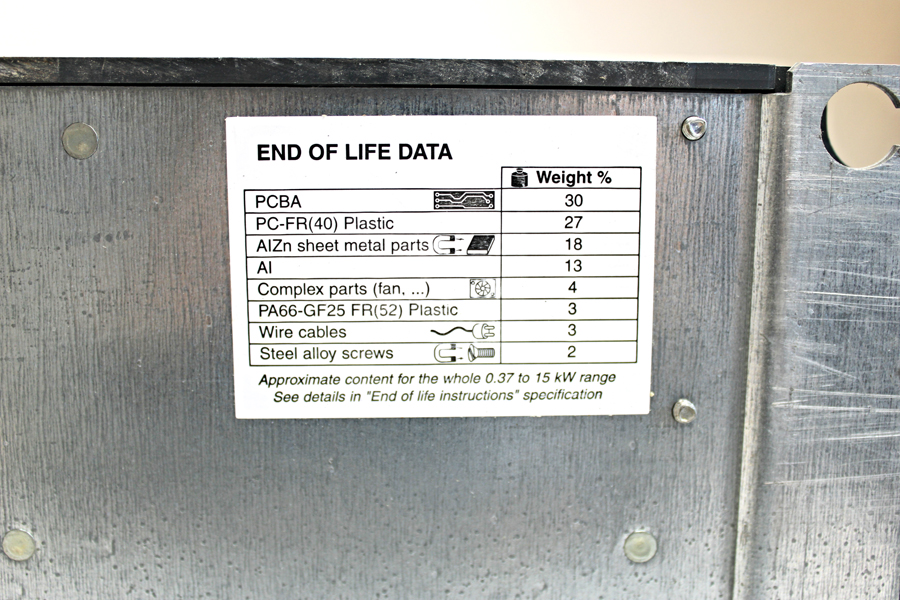 END OF LIFE DATA
Weight %
PCBA 30
PC-FR(40) Plastic 27
AlZn sheet metal parts 18
Al 13
Complex parts (fan, ...) 4
PA66-GF25 FR(52) Plastic 3
Wire cables 3
Steel alloy screws 2
Approximate content for the whole 0.37 to 15 kW range
See details in "End of life instructions" specification